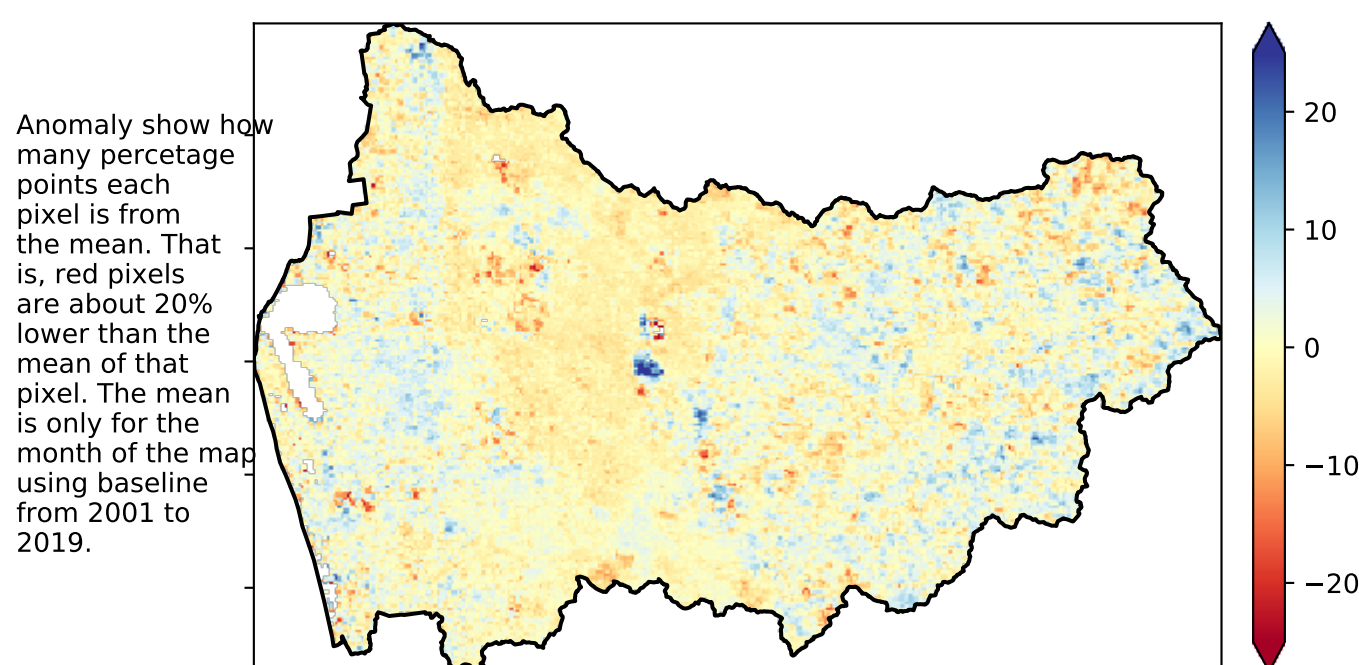 Anomaly show how
many percetage
points each
pixel is from
the mean. That
is, red pixels
are about 20%
lower than the
mean of that
pixel. The mean
is only for the
month of the map
using baseline
from 2001 to
2019.
20
10
0
−10
−20